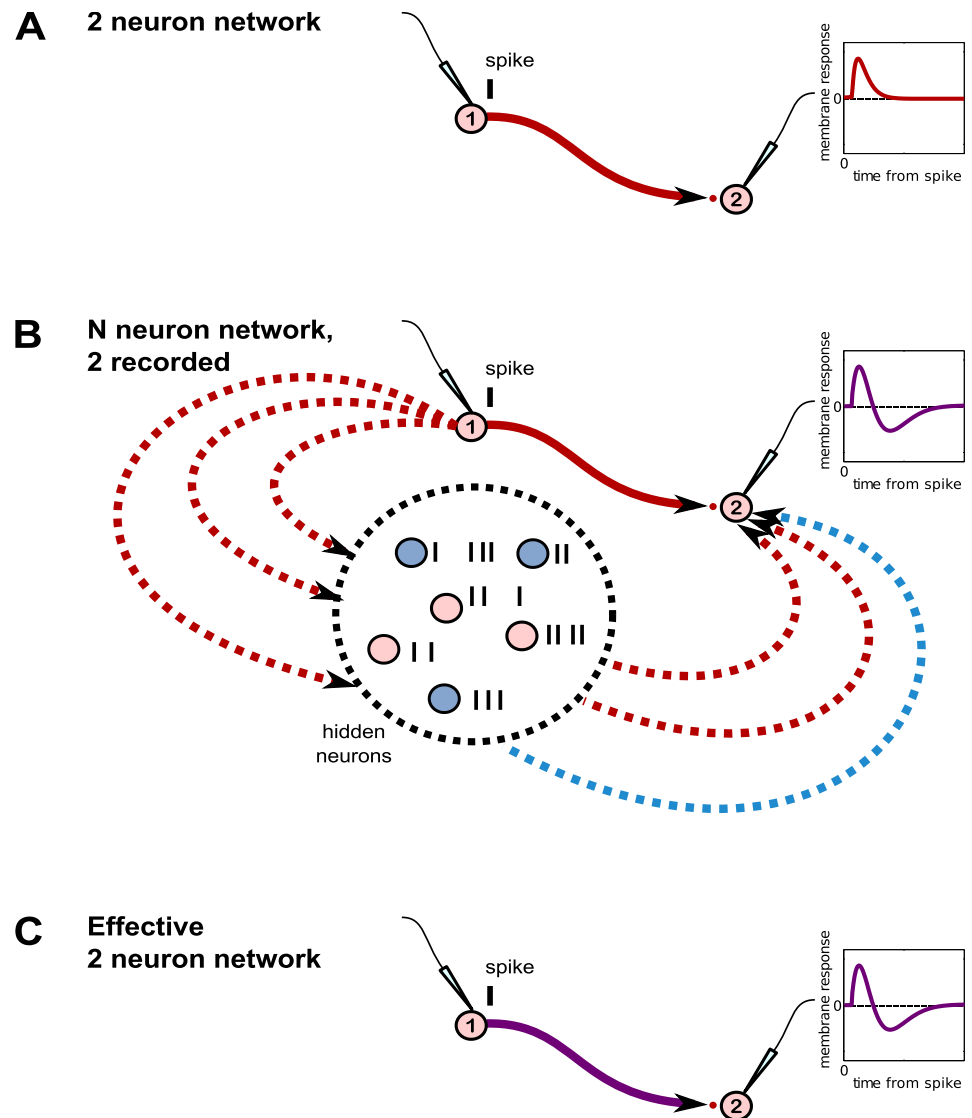 A
2 neuron network
spike
1
2
membrane response
0
0
time from spike
B
N neuron network,
2 recorded
spike
1
2
membrane response
0
0
time from spike
hidden
neurons
C
Effective
2 neuron network
spike
1
2
membrane response
0
0
time from spike